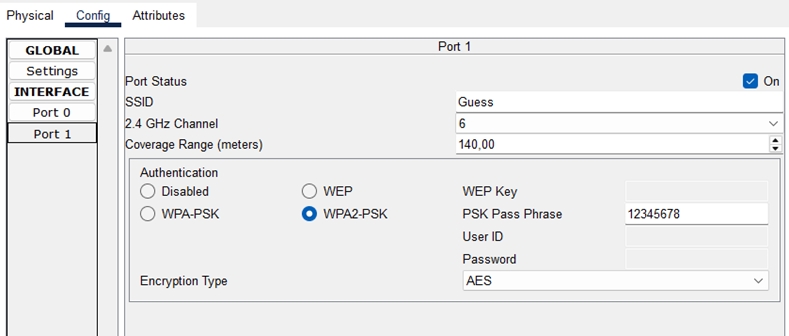 Physical Config Attributes
GLOBAL
Settings
INTERFACE
Port 0
Port 1
Port 1
Port Status On
SSID Guess
2.4 GHz Channel 6
Coverage Range (meters) 140,00
Authentication
Disabled WEP WEP Key
WPA-PSK WPA2-PSK PSK Pass Phrase 12345678
User ID
Password
Encryption Type AES